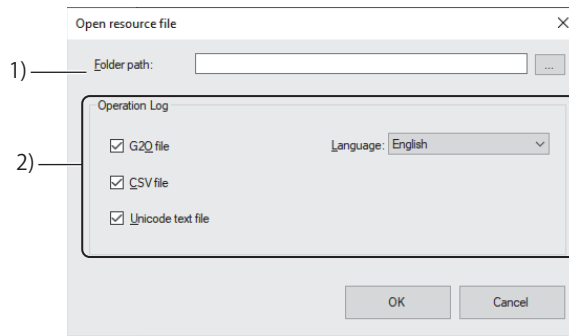 Open resource file
1)
Folder path:
...
Operation Log
2)
G2O file
Language: English
CSV file
Unicode text file
OK Cancel